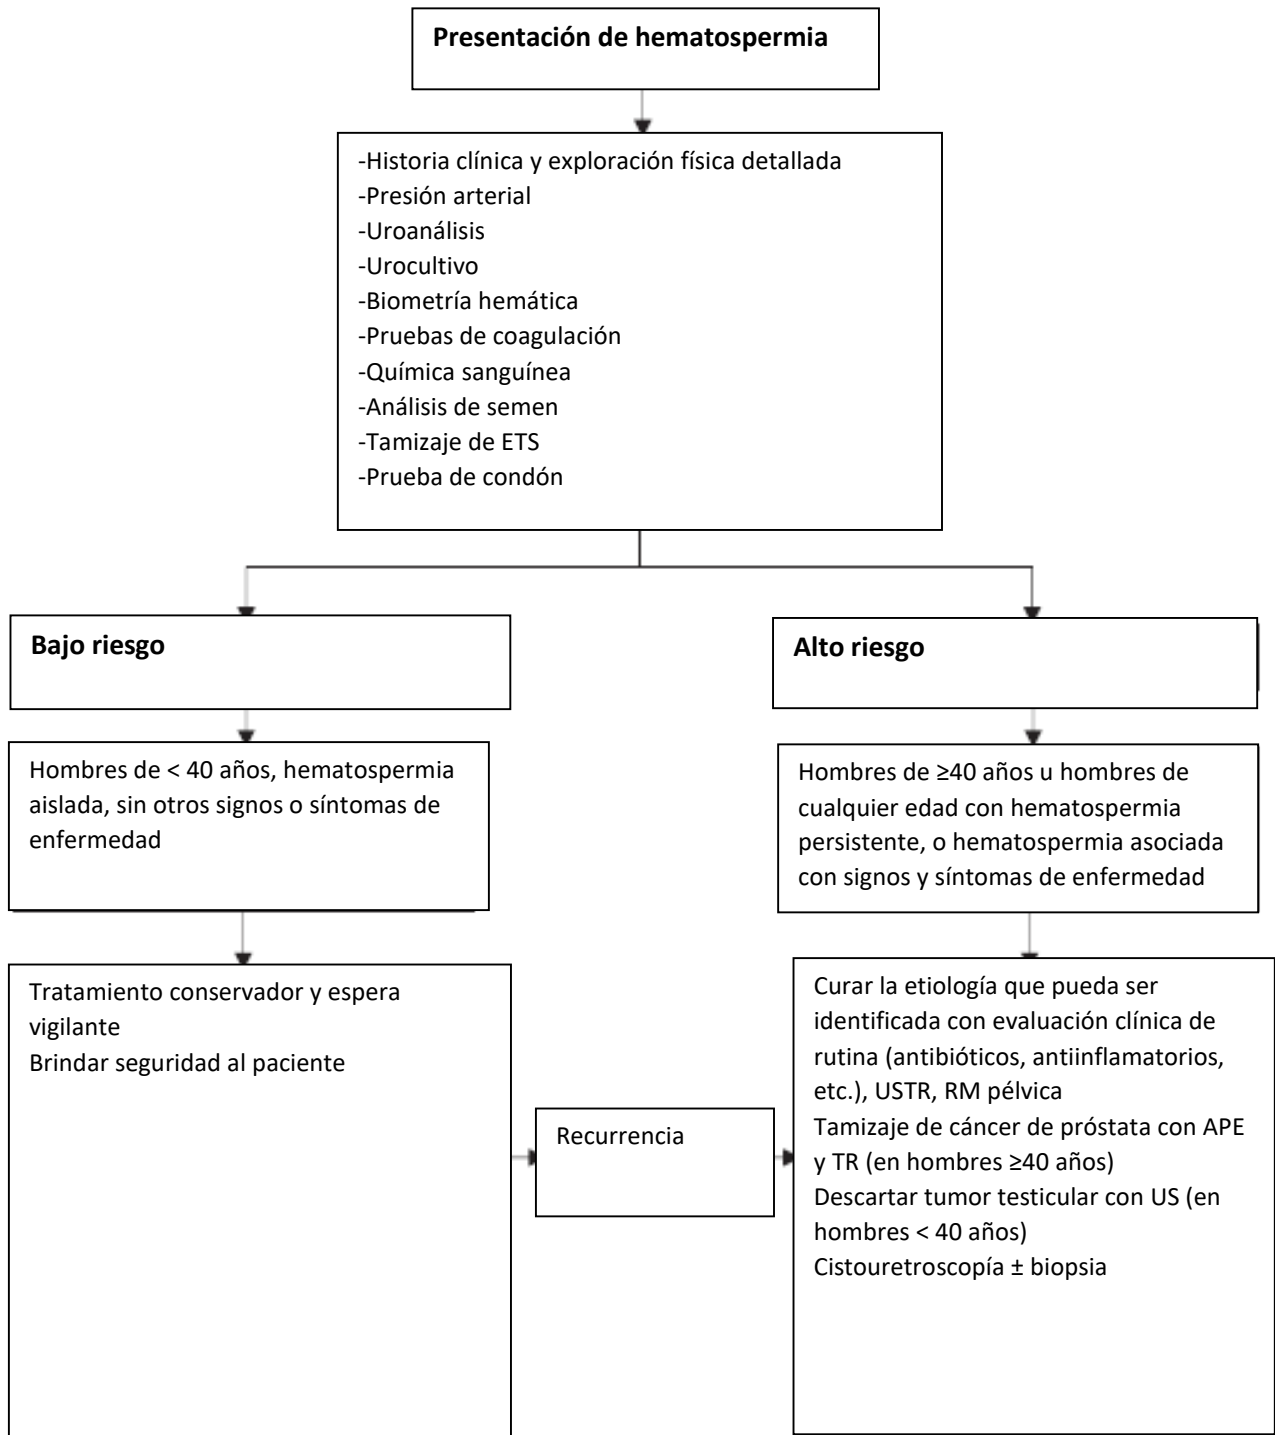 Presentación de hematospermia
-Historia clínica y exploración física detallada
-Presión arterial
-Uroanálisis
-Urocultivo
-Biometría hemática
-Pruebas de coagulación
-Química sanguínea
-Análisis de semen
-Tamizaje de ETS
-Prueba de condón
Bajo riesgo
Alto riesgo
Hombres de < 40 años, hematospermia
aislada, sin otros signos o síntomas de
enfermedad
Hombres de ≥40 años u hombres de
cualquier edad con hematospermia
persistente, o hematospermia asociada
con signos y síntomas de enfermedad
Tratamiento conservador y espera
vigilante
Brindar seguridad al paciente
Recurrencia
Curar la etiología que pueda ser
identificada con evaluación clínica de
rutina (antibióticos, antiinflamatorios,
etc.), USTR, RM pélvica
Tamizaje de cáncer de próstata con APE
y TR (en hombres ≥40 años)
Descartar tumor testicular con US (en
hombres < 40 años)
Cistouretroscopía ± biopsia